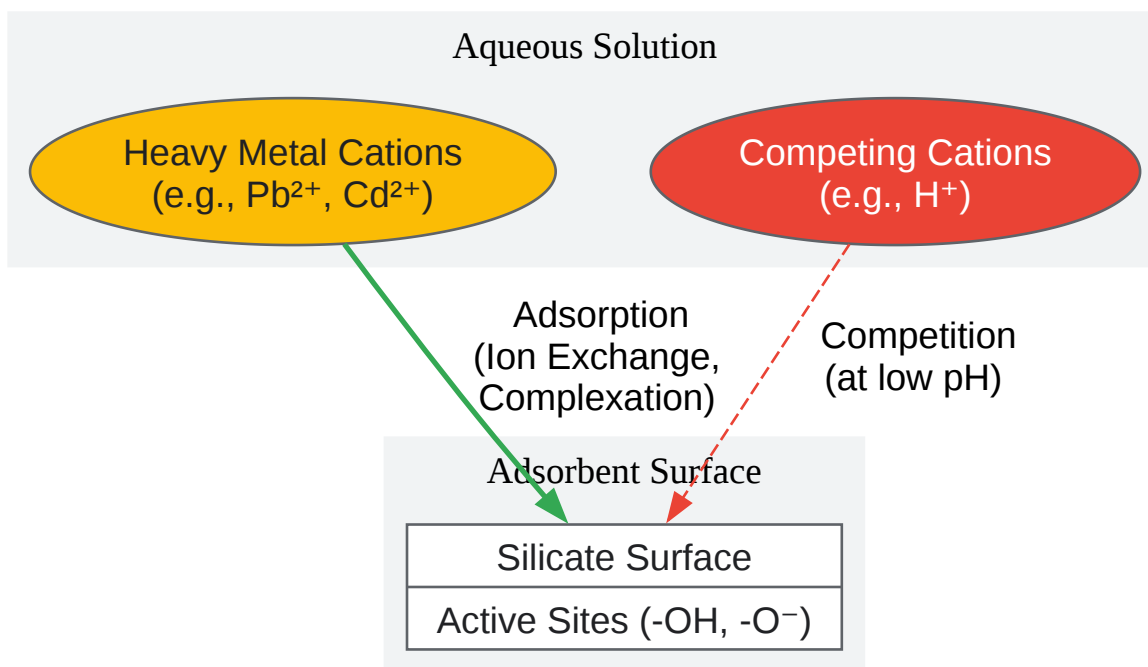 Aqueous Solution
Heavy Metal Cations
(e.g., Pb²⁺, Cd²⁺)
Competing Cations
(e.g., H⁺)
Adsorption
(Ion Exchange,
Complexation)
Competition
(at low pH)
Adsorbent Surface
Silicate Surface
Active Sites (-OH, -O⁻)